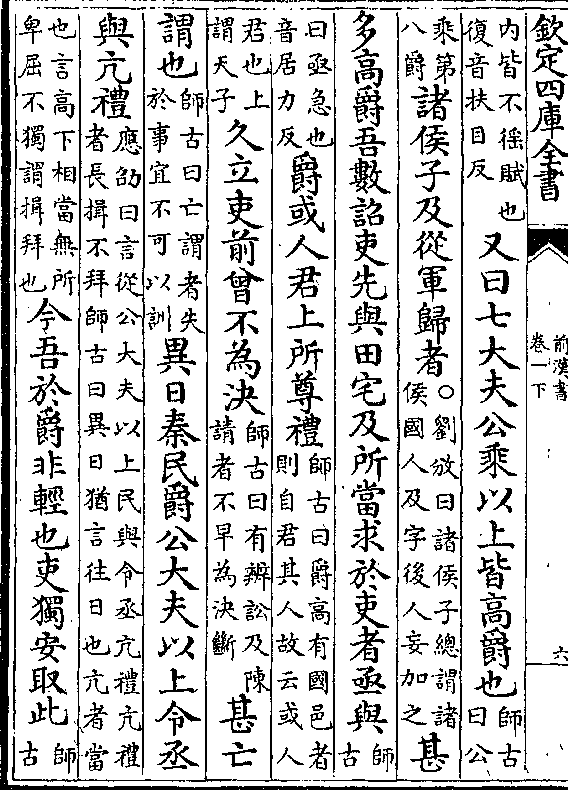 欽定四庫全書
前漢書
卷一下
六
内皆不徭賦也復音扶目反又曰七大夫公乘以上皆高爵也師古曰公
乘第八爵諸侯子及從軍歸者○劉攽曰諸侯子總謂諸侯國人及字後人妄加之甚
多高爵吾數詔吏先與田宅及所當求於吏者亟與師古
曰亟急也音居力反爵或人君上所尊禮師古曰爵高有國邑者則自君其人故云或人
君也上謂天子久立吏前曾不為決師古曰有辨訟及陳請者不早為決斷甚亡
謂也師古曰亡謂者失於事宜不可以訓異日秦民爵公大夫以上令丞
與亢禮應劭曰言從公大夫以上民與令丞亢禮亢禮者長揖不拜師古曰異日猶言往日也亢者當
也言高下相當無所卑屈不獨謂揖拜也今吾於爵非輕也吏獨安取此師古